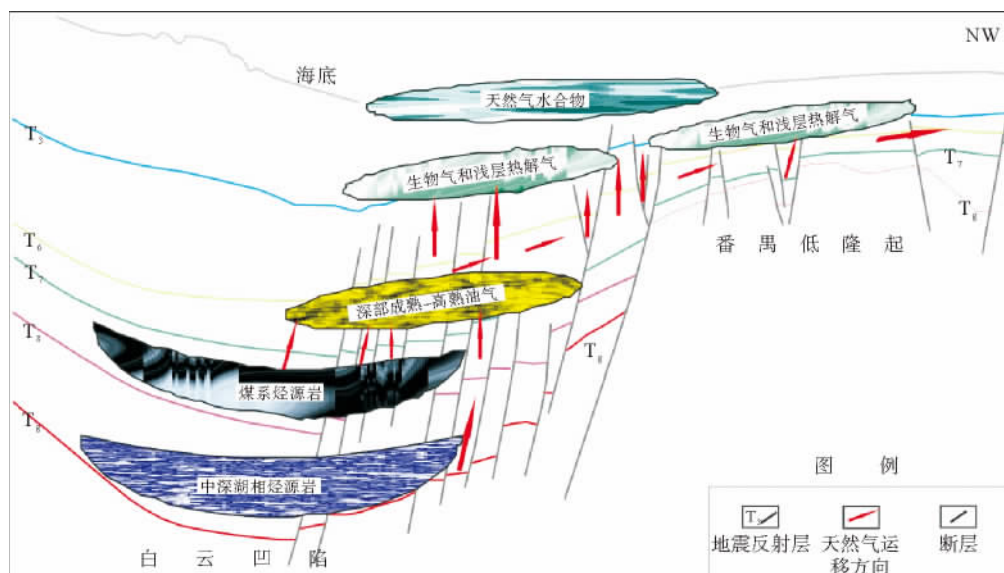 NW
海底
天然气水合物
生物气和浅层热解气
T5
生物气和浅层热解气
T7
T8
番禺低隆起
T6
T7
深部成熟-高熟油气
T8
煤系烃源岩
T8
中深湖相烃源岩
白云凹陷
图 例
地震反射层
天然气运
移方向
断层